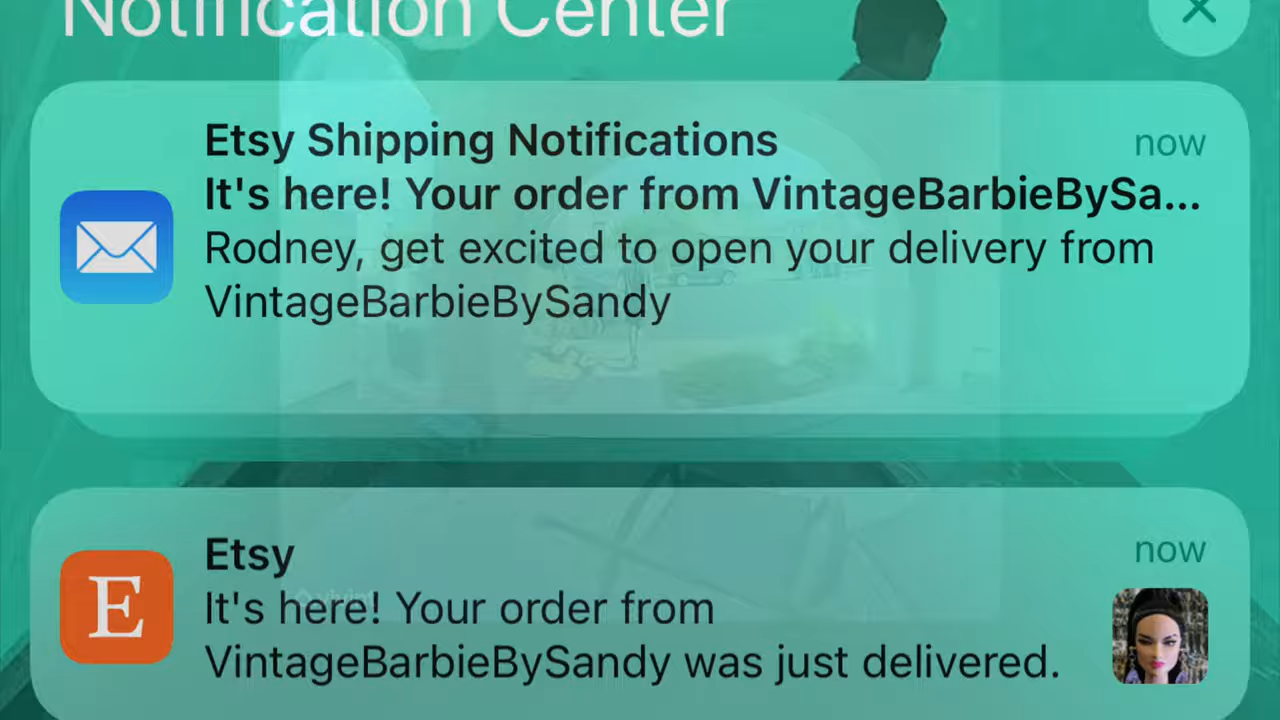 Notification Center
Etsy Shipping Notifications
now
It's here! Your order from VintageBarbieBySa...
Rodney, get excited to open your delivery from
VintageBarbieBySandy
Etsy
now
E
It's here! Your order from
VintageBarbieBySandy was just delivered.